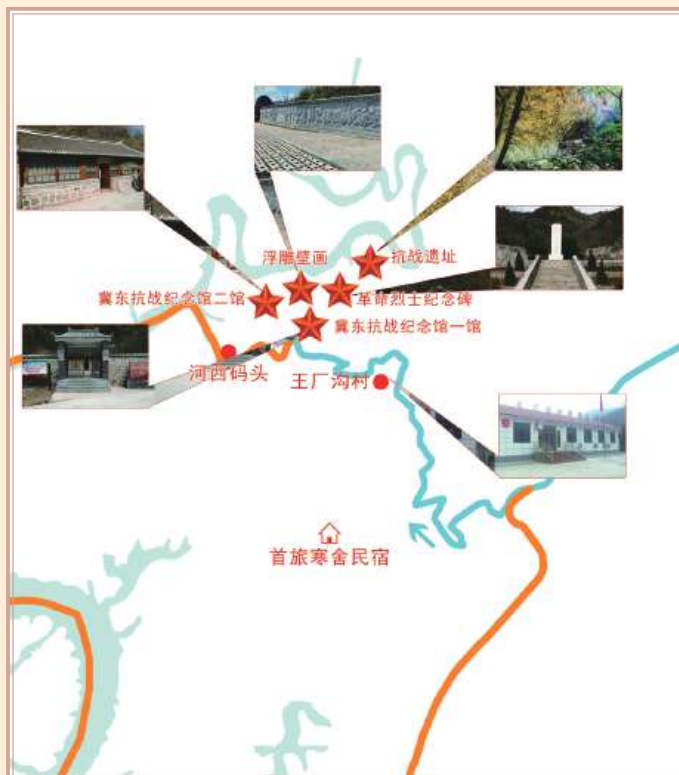 浮雕壁画
抗战遗址
冀东抗战纪念馆二馆
革命烈士纪念碑
冀东抗战纪念馆一馆
河西码头
王厂沟村
首旅寒舍民宿